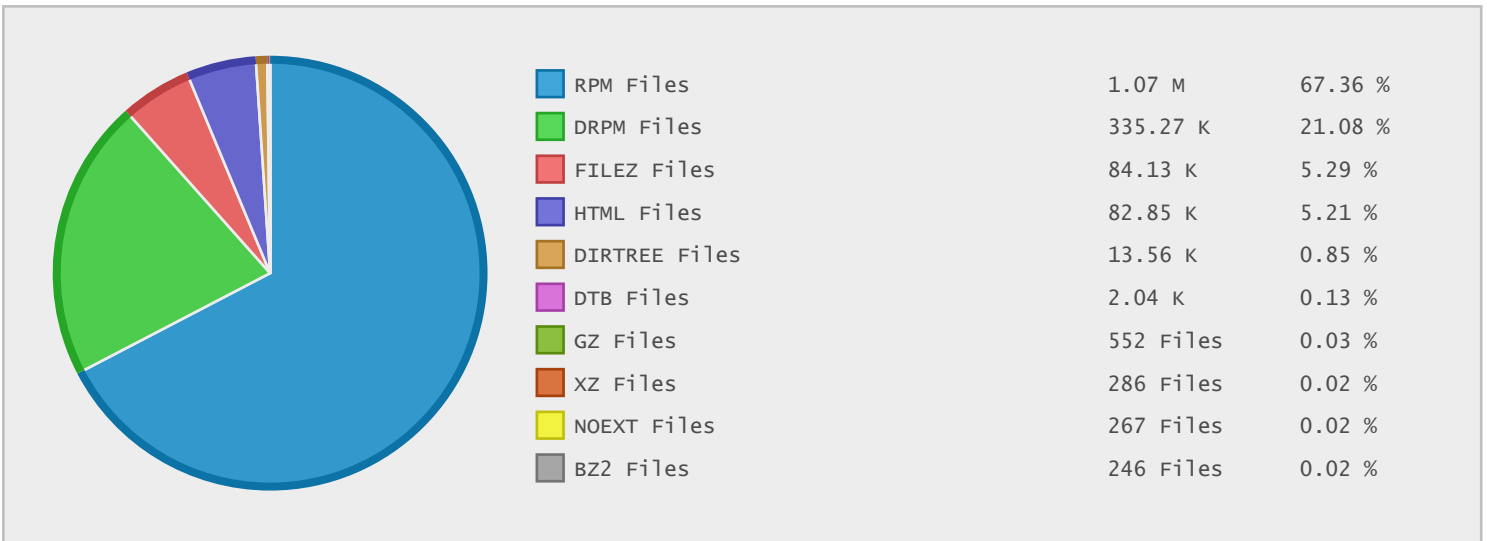 RPM Files 1.07 M 67.36 %
DRPM Files 335.27 K 21.08 %
FILEZ Files 84.13 K 5.29 %
HTML Files 82.85 K 5.21 %
DIRTREE Files 13.56 K 0.85 %
DTB Files 2.04 K 0.13 %
GZ Files 552 Files 0.03 %
XZ Files 286 Files 0.02 %
NOEXT Files 267 Files 0.02 %
BZ2 Files 246 Files 0.02 %